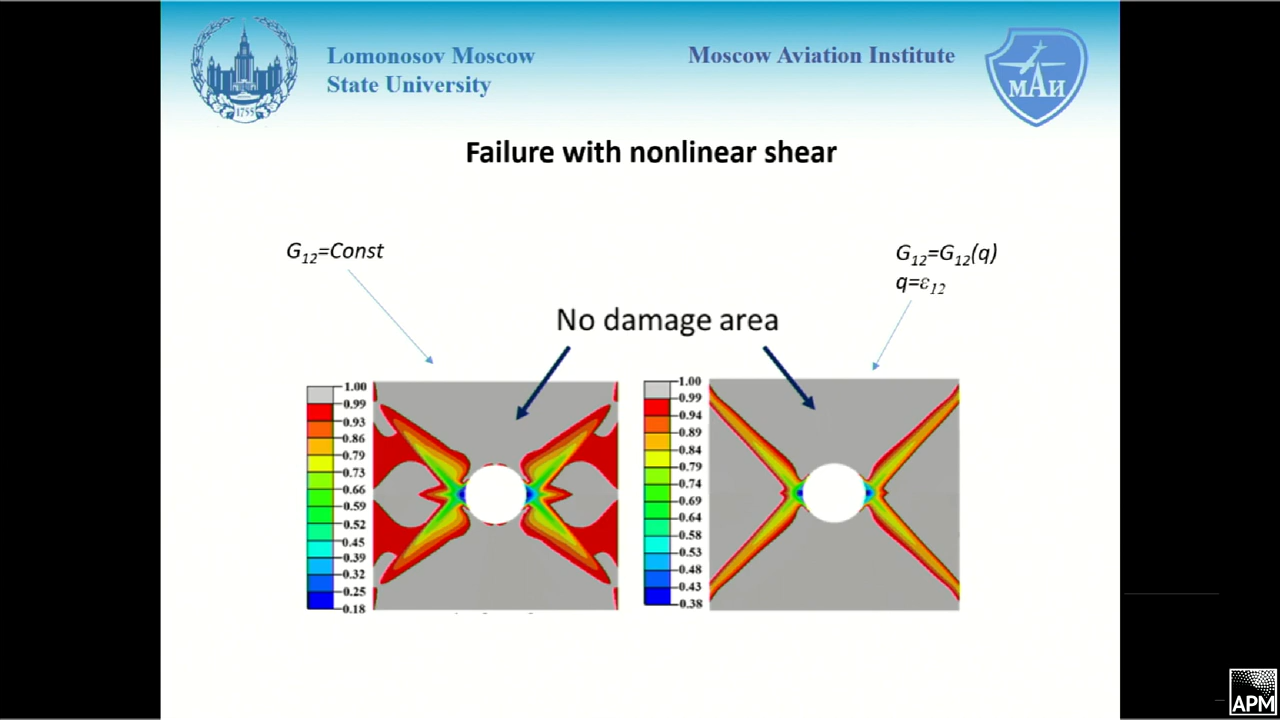 Lomonosov Moscow
State University
1755
Moscow Aviation Institute
МАИ
Failure with nonlinear shear
G12=Const
G12=G12(q)
q=ε12
No damage area
1.00
0.99
0.93
0.86
0.79
0.73
0.66
0.59
0.52
0.45
0.39
0.32
0.25
0.18
1.00
0.99
0.94
0.89
0.84
0.79
0.74
0.69
0.64
0.58
0.53
0.48
0.43
0.38
APM